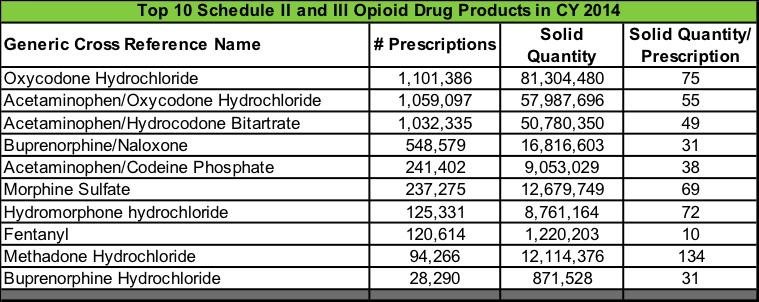 Top 10 Schedule II and III Opioid Drug Products in CY 2014
Generic Cross Reference Name # Prescriptions Solid Quantity Solid Quantity/ Prescription
Oxycodone Hydrochloride 1,101,386 81,304,480 75
Acetaminophen/Oxycodone Hydrochloride 1,059,097 57,987,696 55
Acetaminophen/Hydrocodone Bitartrate 1,032,335 50,780,350 49
Buprenorphine/Naloxone 548,579 16,816,603 31
Acetaminophen/Codeine Phosphate 241,402 9,053,029 38
Morphine Sulfate 237,275 12,679,749 69
Hydromorphone hydrochloride 125,331 8,761,164 72
Fentanyl 120,614 1,220,203 10
Methadone Hydrochloride 94,266 12,114,376 134
Buprenorphine Hydrochloride 28,290 871,528 31